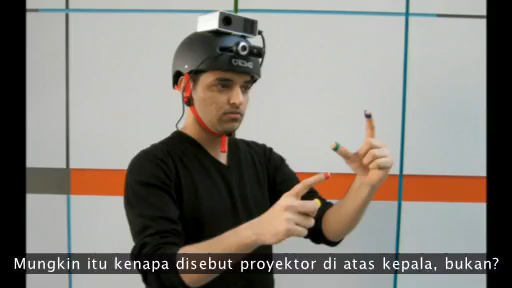 Mungkin itu kenapa disebut proyektor di atas kepala, bukan?